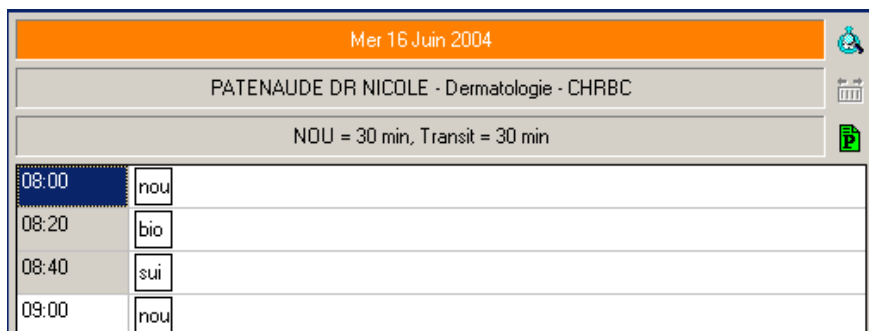 Mer 16 Juin 2004
PATENAUDE DR NICOLE - Dermatologie - CHRBC
NOU = 30 min, Transit = 30 min
P
08:00 nou
08:20 bio
08:40 sui
09:00 nou